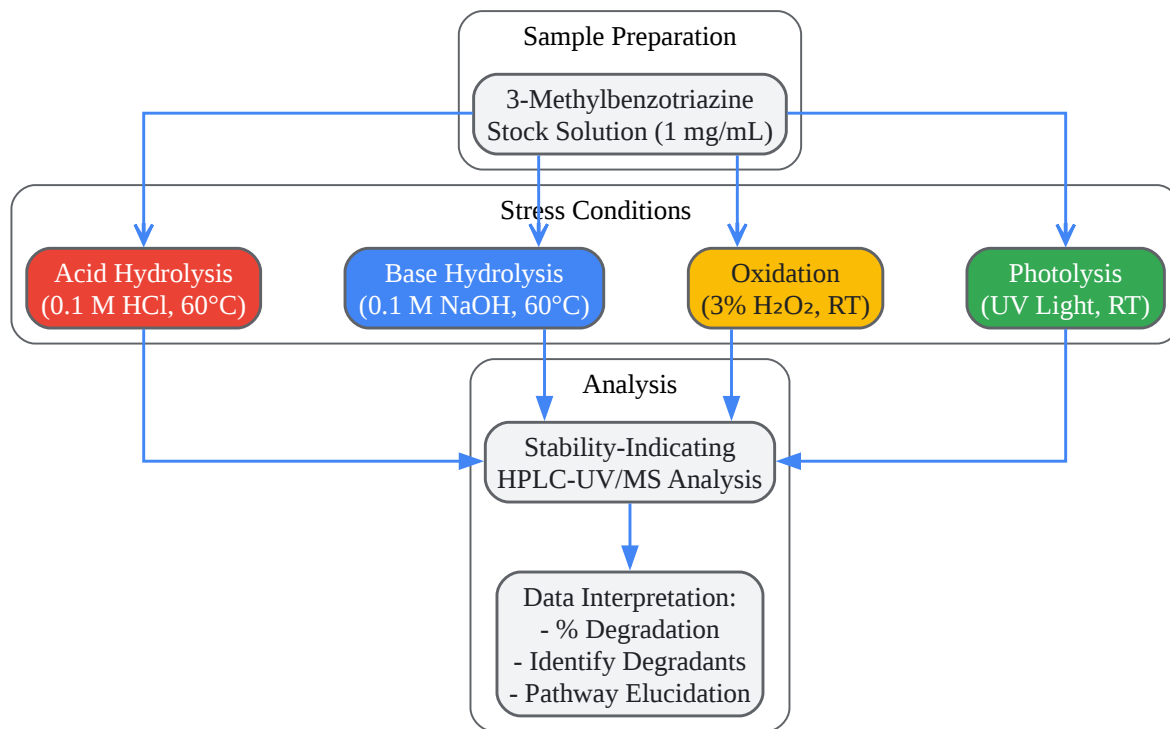 Sample Preparation
3-Methylbenzotriazine
Stock Solution (1 mg/mL)
Stress Conditions
Acid Hydrolysis
(0.1 M HCl, 60°C)
Base Hydrolysis
(0.1 M NaOH, 60°C)
Oxidation
(3% H₂O₂, RT)
Photolysis
(UV Light, RT)
Analysis
Stability-Indicating
HPLC-UV/MS Analysis
Data Interpretation:
- % Degradation
- Identify Degradants
- Pathway Elucidation